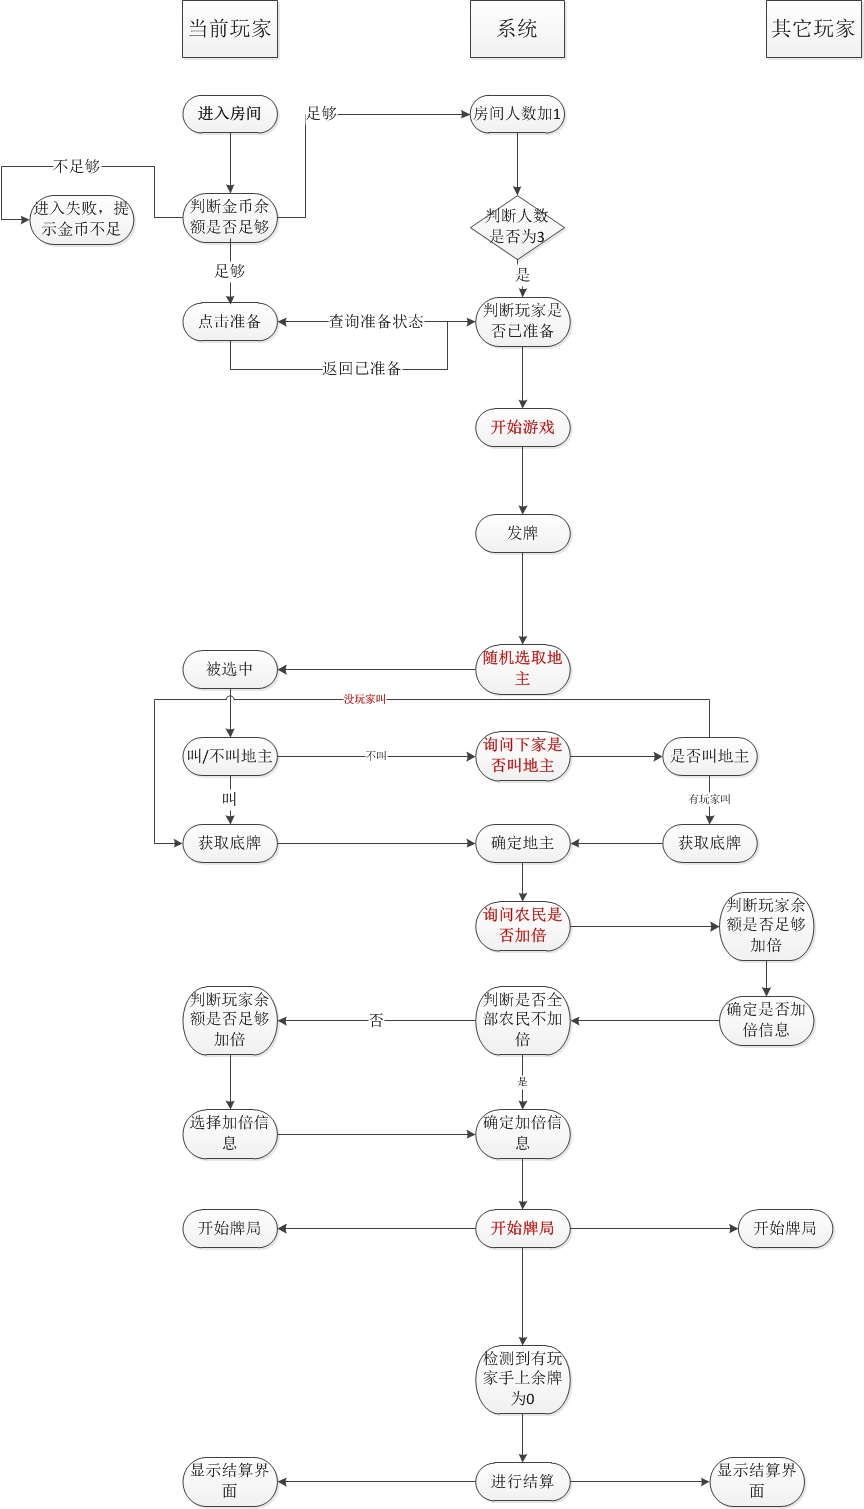 当前玩家
系统
其它玩家
进入房间
足够
房间人数加1
不足够
进入失败，提
示金币不足
判断金币余
额是否足够
判断人数
是否为3
足够
是
点击准备
查询准备状态
判断玩家是
否已准备
返回已准备
开始游戏
发牌
被选中
随机选取地
主
没玩家叫
叫/不叫地主
不叫
询问下家是
否叫地主
是否叫地主
叫
有玩家叫
获取底牌
确定地主
获取底牌
询问农民是
否加倍
判断玩家余
额是否足够
加倍
判断玩家余
额是否足够
加倍
否
判断是否全
部农民不加
倍
确定是否加
倍信息
是
选择加倍信
息
确定加倍信
息
开始牌局
开始牌局
开始牌局
检测到有玩
家手上余牌
为0
显示结算界
面
进行结算
显示结算界
面